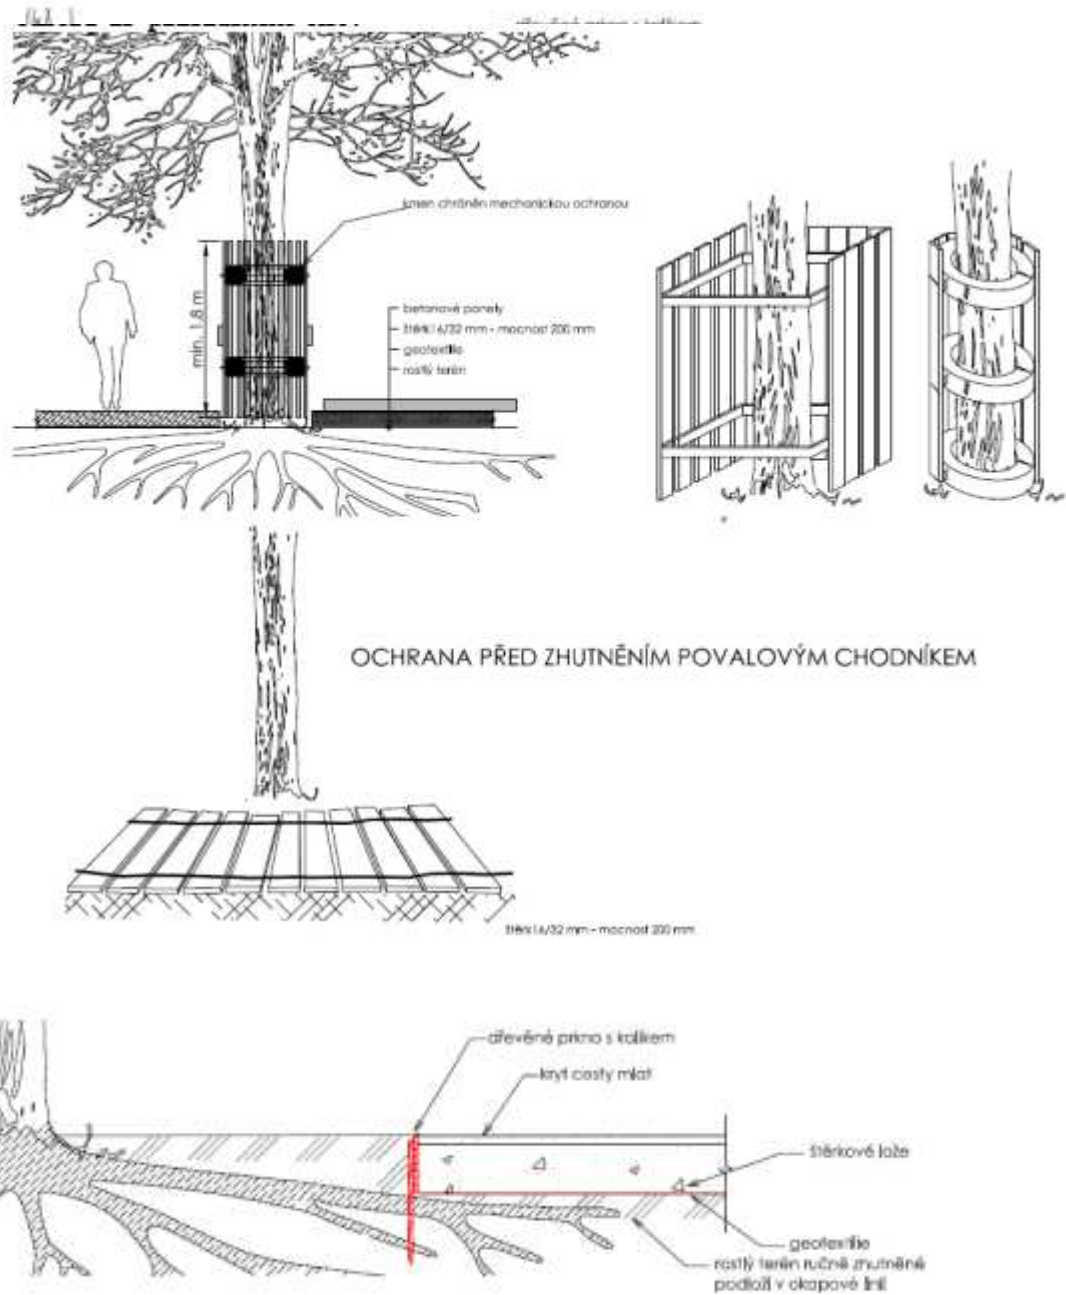 kmen chráněn mechanickou ochranou
min. 1,8 m
betonové panely
štěrk 16/32 mm - mocnost 200 mm
geotextilie
rostlý terén
OCHRANA PŘED ZHUTNĚNÍM POVALOVÝM CHODNÍKEM
štěrk 16/32 mm - mocnost 200 mm
dřevěné prkno s kolíkem
kryt cesty mlat
štěrkové lože
geotextilie
rostlý terén ručně zhutněné
podloží v okapové linii